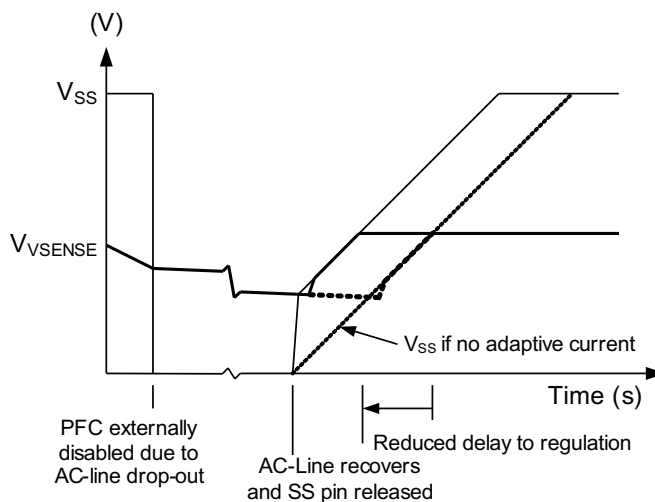 (V)
VSS
VVSENSE
VSS if no adaptive current
Time (s)
PFC externally
disabled due to
AC-line drop-out
AC-Line recovers
and SS pin released
Reduced delay to regulation